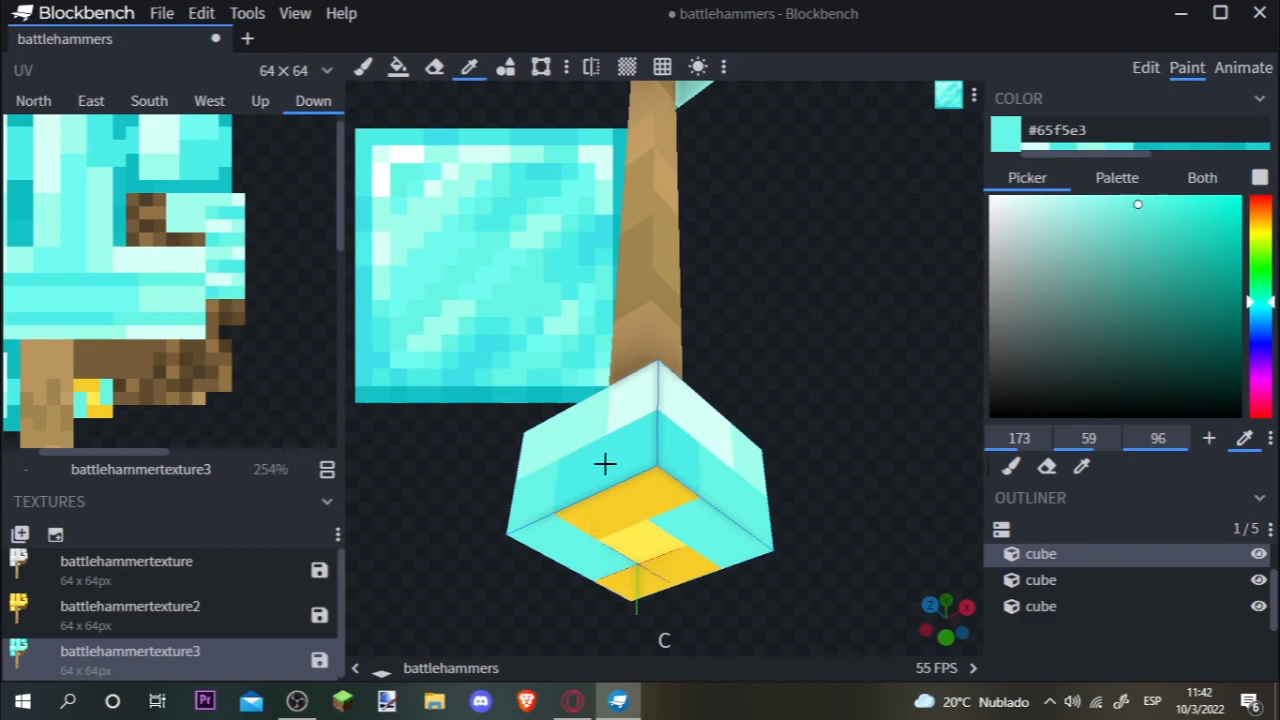 Blockbench File Edit Tools View Help
● battlehammers - Blockbench
battlehammers
UV 64 × 64
Edit Paint Animate
North East South West Up Down
COLOR
#65f5e3
Picker Palette Both
173 59 96
- battlehammertexture3 254%
TEXTURES
OUTLINER
1 / 5
battlehammertexture
64 x 64px
battlehammertexture2
64 x 64px
battlehammertexture3
64 x 64px
cube
cube
cube
Z Y X
C
battlehammers 55 FPS
Pr
20°C Nublado ESP
11:42
10/3/2022
6